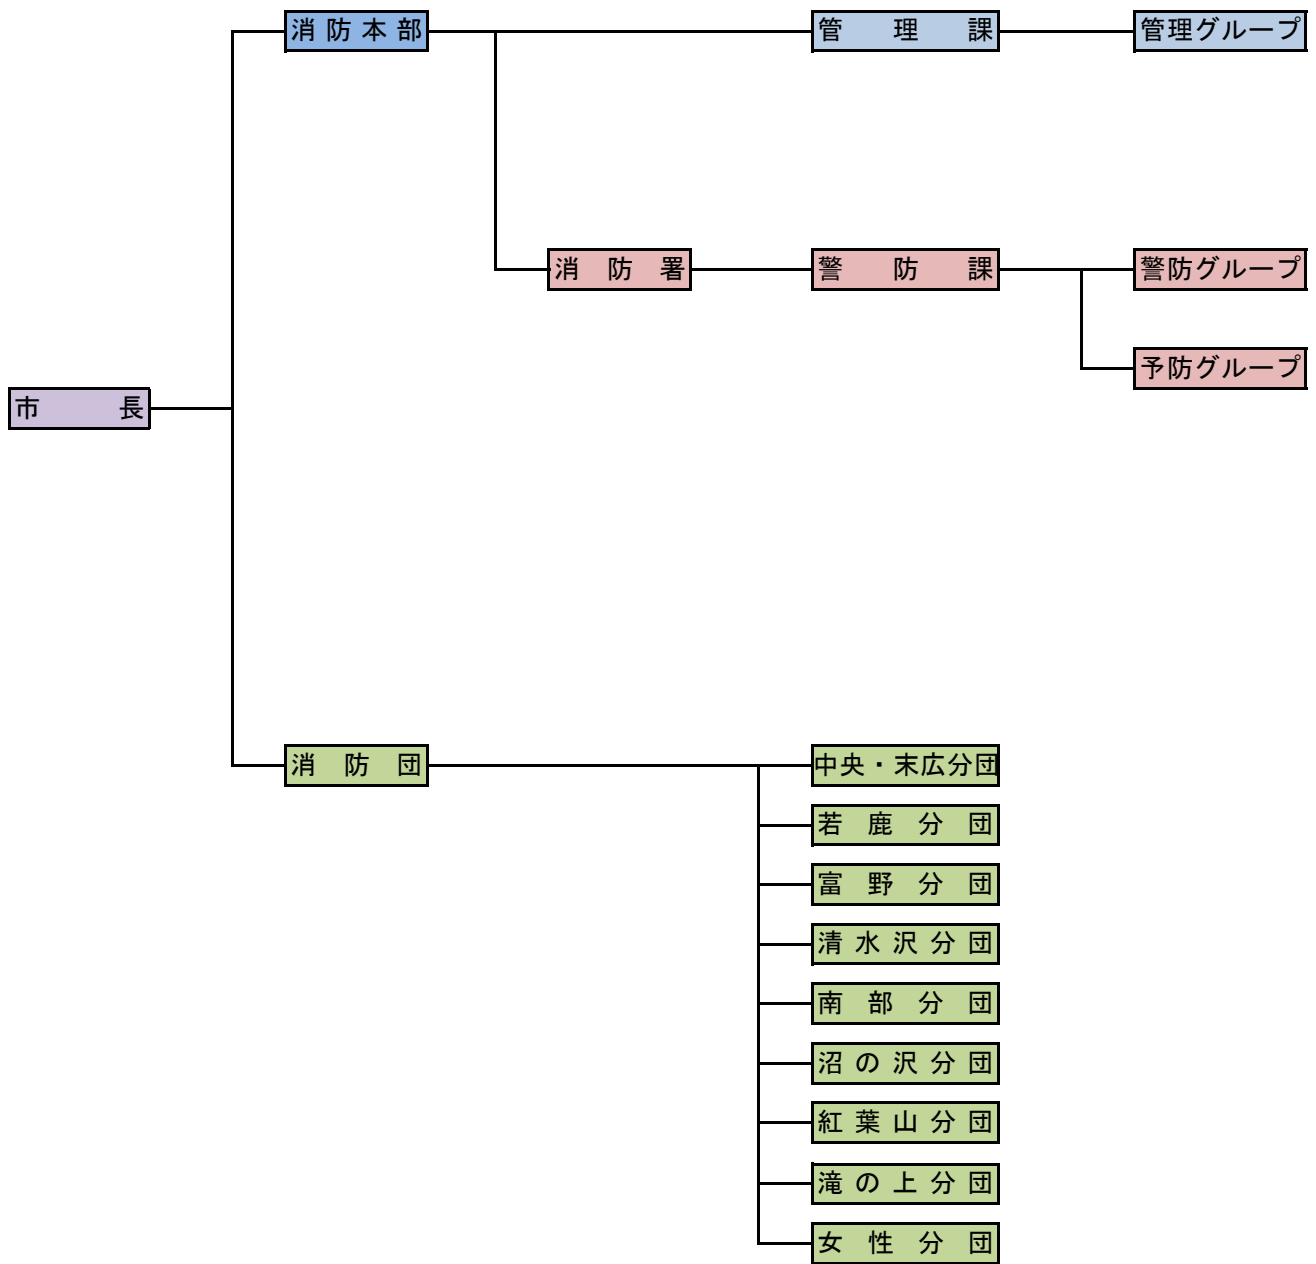 消防本部
管理課
管理グループ
消防署
警防課
警防グループ
予防グループ
市長
消防団
中央・末広分団
若鹿分団
富野分団
清水沢分団
南部分団
沼の沢分団
紅葉山分団
滝の上分団
女性分団